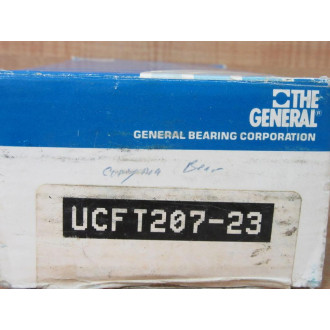 THE
GENERAL®
GENERAL BEARING CORPORATION
UCFT207-23